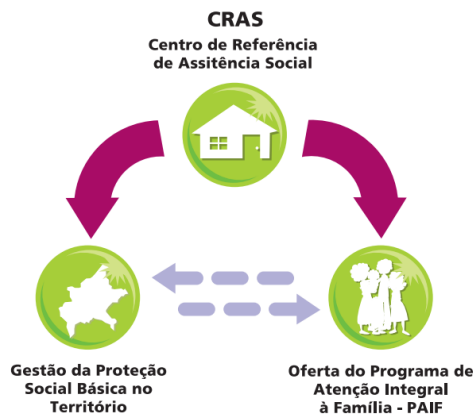 CRAS
Centro de Referência
de Assitência Social
Gestão da Proteção
Social Básica no
Território
Oferta do Programa de
Atenção Integral
à Família - PAIF